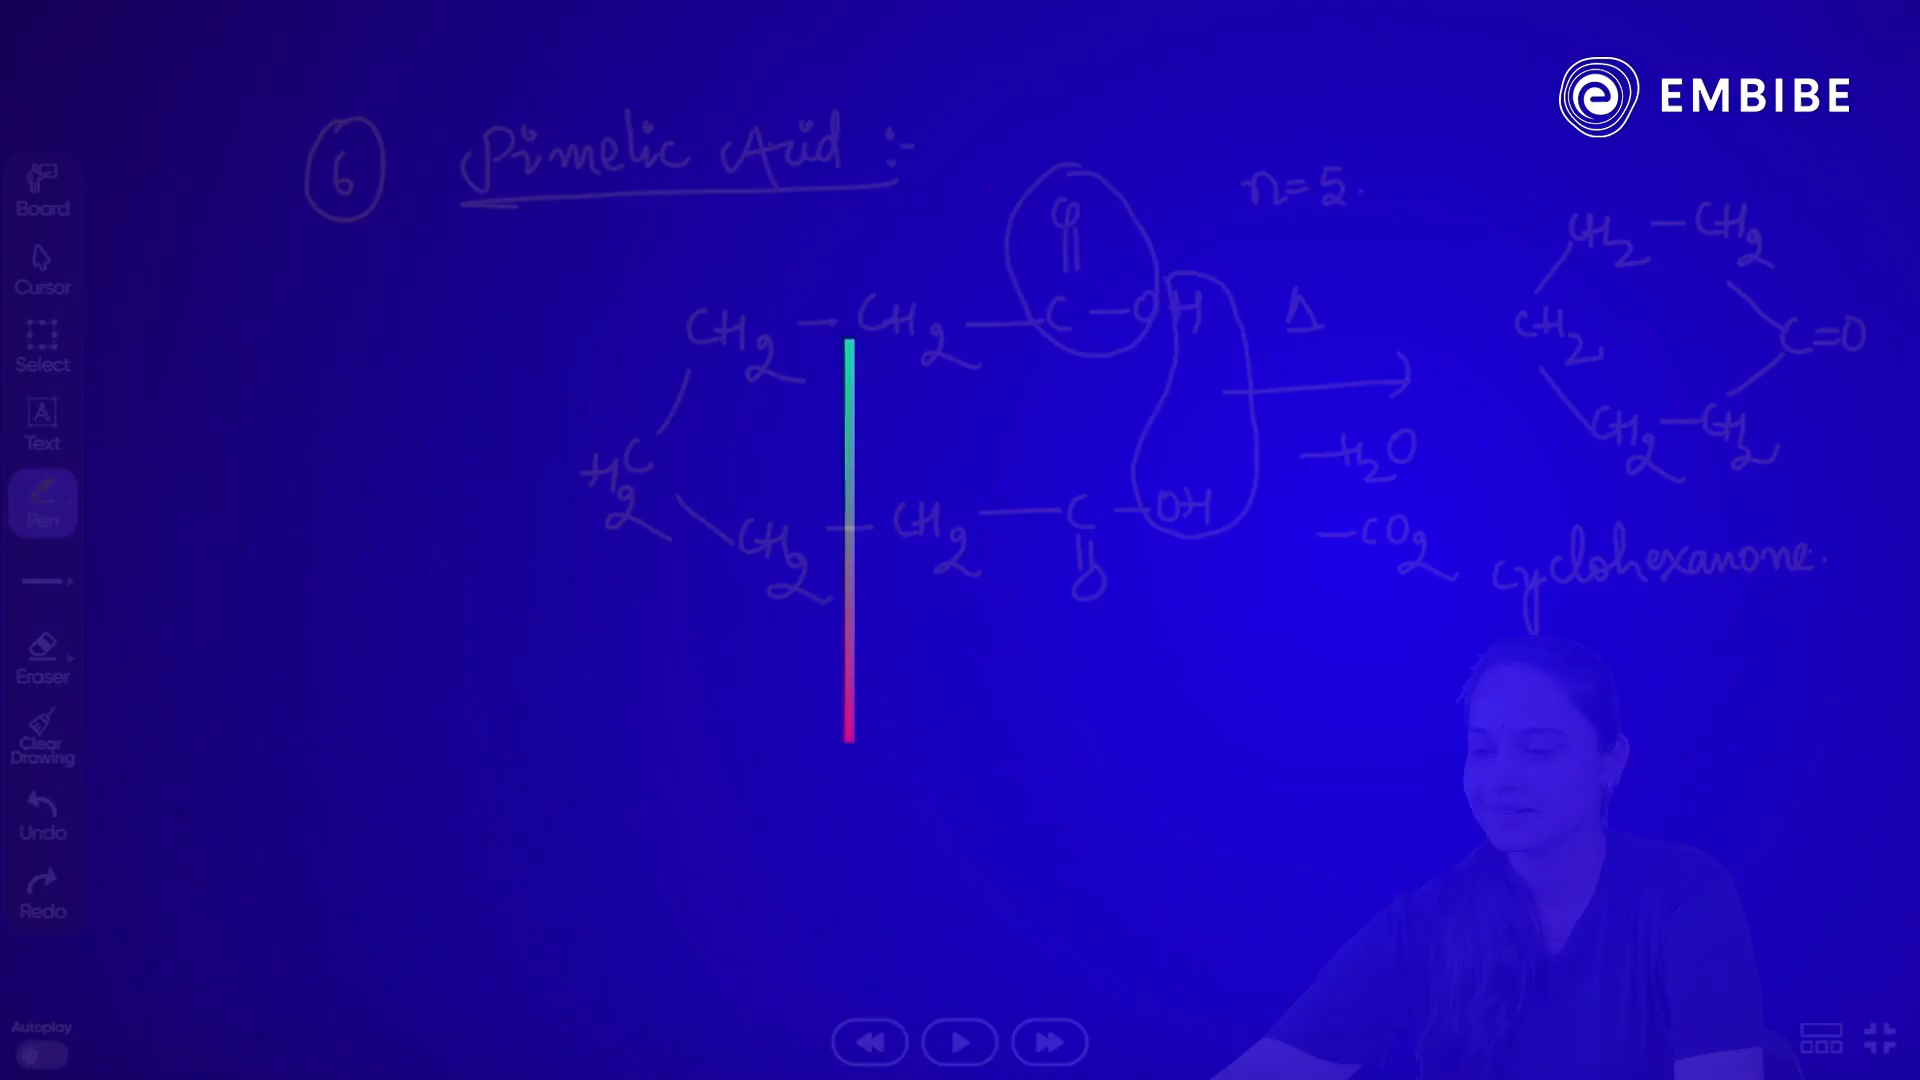 EMBIBE
6 Pimelic Acid :-
n=5.
O
CH2 — CH2 — C — OH
H2C
CH2 — CH2 — C — OH
O
Δ
-H2O
-CO2
CH2 — CH2
CH2
C=O
CH2 — CH2
cyclohexanone.
Board
Cursor
Select
A
Text
Pen
Eraser
Clear
Drawing
Undo
Redo
Autoplay